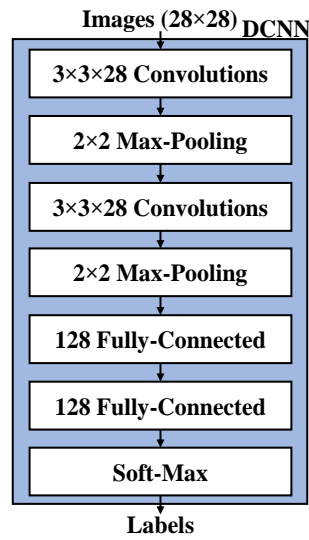 Images (28×28)
DCNN
3×3×28 Convolutions
2×2 Max-Pooling
3×3×28 Convolutions
2×2 Max-Pooling
128 Fully-Connected
128 Fully-Connected
Soft-Max
Labels